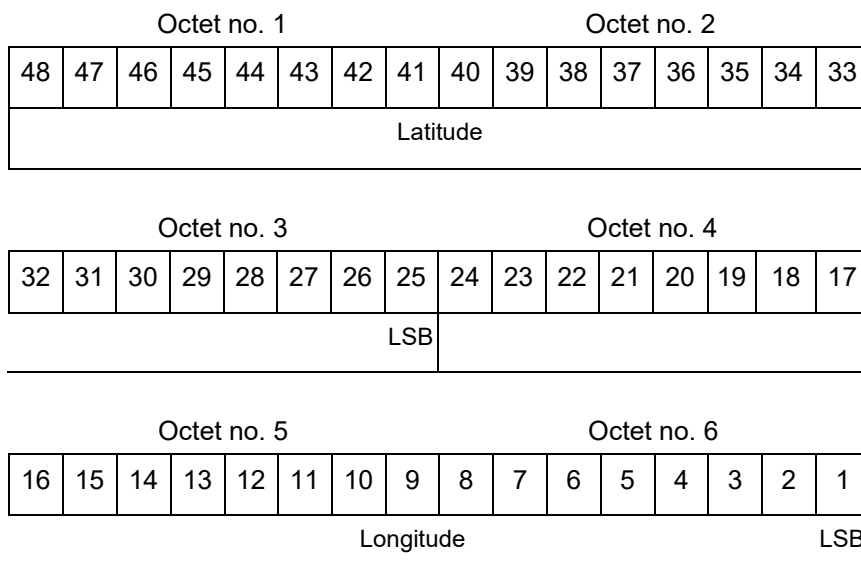 Octet no. 1 Octet no. 2
48 47 46 45 44 43 42 41 40 39 38 37 36 35 34 33
Latitude
Octet no. 3 Octet no. 4
32 31 30 29 28 27 26 25 24 23 22 21 20 19 18 17
LSB
Octet no. 5 Octet no. 6
16 15 14 13 12 11 10 9 8 7 6 5 4 3 2 1
Longitude LSB